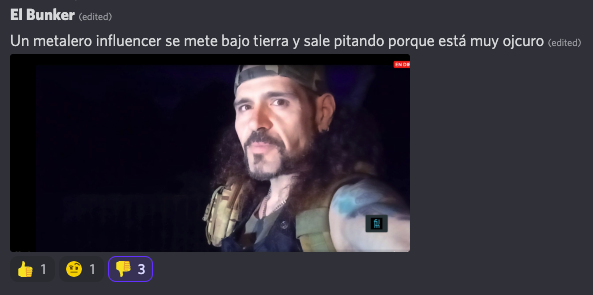 El Bunker (edited)
Un metalero influencer se mete bajo tierra y sale pitando porque está muy ojcuro (edited)
👍 1 🤨 1 👎 3